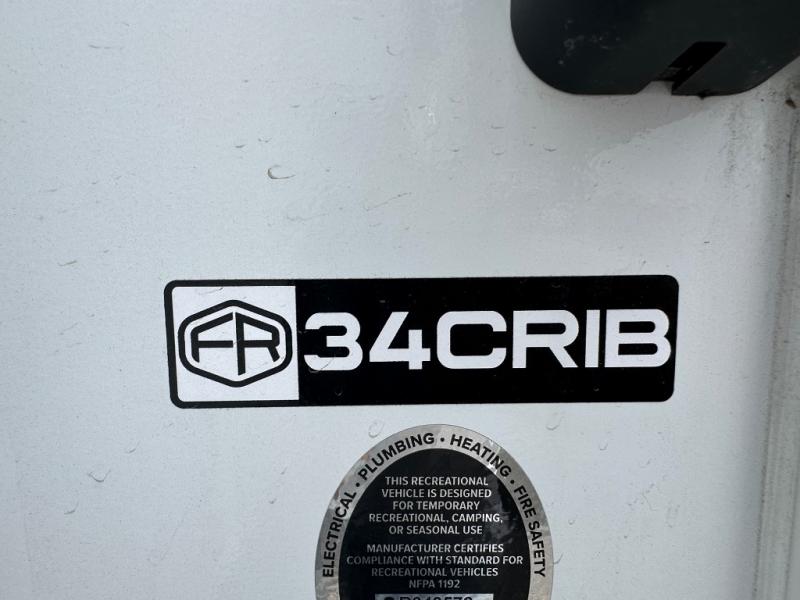 FR 34CRIB
ELECTRICAL • PLUMBING • HEATING • FIRE SAFETY
THIS RECREATIONAL
VEHICLE IS DESIGNED
FOR TEMPORARY
RECREATIONAL, CAMPING,
OR SEASONAL USE
MANUFACTURER CERTIFIES
COMPLIANCE WITH STANDARD FOR
RECREATIONAL VEHICLES
NFPA 1192